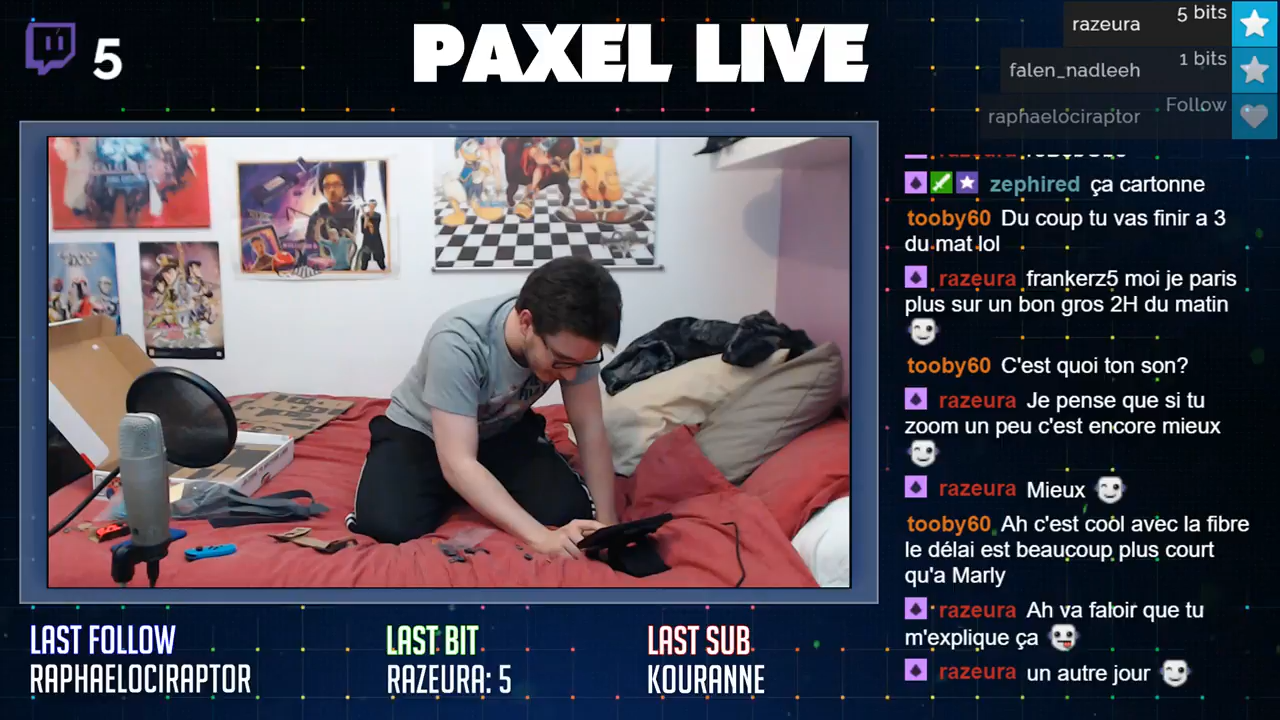 5
PAXEL LIVE
razeura 5 bits
falen_nadleeh 1 bits
raphaelociraptor Follow
zephired ça cartonne
tooby60 Du coup tu vas finir a 3
du mat lol
razeura frankerz5 moi je paris
plus sur un bon gros 2H du matin
tooby60 C'est quoi ton son?
razeura Je pense que si tu
zoom un peu c'est encore mieux
razeura Mieux
tooby60 Ah c'est cool avec la fibre
le délai est beaucoup plus court
qu'a Marly
razeura Ah va faloir que tu
m'explique ça
razeura un autre jour
LAST FOLLOW
RAPHAELOCIRAPTOR
LAST BIT
RAZEURA: 5
LAST SUB
KOURANNE